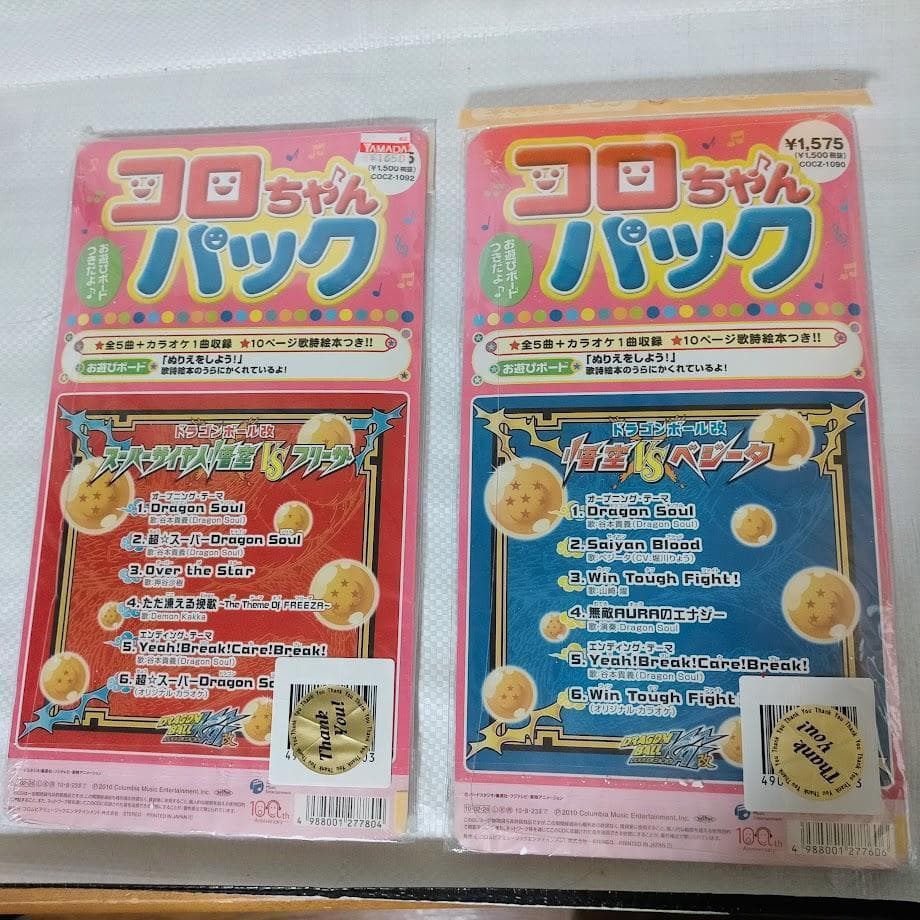 YAMADA
(¥1,500 税抜)
COCZ-1092
コロちゃん
パック
お遊びボード
つきだよ♪
★全5曲+カラオケ1曲収録 ★10ページ歌詩絵本つき!!
お遊びボード
「ぬりえをしよう!」
歌詩絵本のうらにかくれているよ!
ドラゴンボール改
スーパーサイヤ人悟空VSフリーザ
オープニング・テーマ
1. Dragon Soul
歌:谷本貴義(Dragon Soul)
2. 超☆スーパーDragon Soul
歌:谷本貴義(Dragon Soul)
3. Over the Star
歌:押谷沙樹
4. ただ凍える挽歌 ~The Theme Of FREEZA~
歌:Demon Kakka
エンディング・テーマ
5. Yeah!Break!Care!Break!
歌:谷本貴義(Dragon Soul)
6. 超☆スーパーDragon So
(オリジナル・カラオケ)
DRAGON BALL 改
Thank You!
℗2010 Columbia Music Entertainment, Inc.
100th
Anniversary
4 988001 277804
STEREO PRINTED IN JAPAN
¥1,575
(¥1,500 税抜)
COCZ-1090
コロちゃん
パック
お遊びボード
つきだよ♪
★全5曲+カラオケ1曲収録 ★10ページ歌詩絵本つき!!
お遊びボード
「ぬりえをしよう!」
歌詩絵本のうらにかくれているよ!
ドラゴンボール改
悟空VSベジータ
オープニング・テーマ
1. Dragon Soul
歌:谷本貴義(Dragon Soul)
2. Saiyan Blood
歌:ベジータ(CV.堀川りょう)
3. Win Tough Fight!
歌:山崎 燿
4. 無敵AURAのエナジー
歌・演奏:Dragon Soul
エンディング・テーマ
5. Yeah!Break!Care!Break!
歌:谷本貴義(Dragon Soul)
6. Win Tough Fight
(オリジナル・カラオケ)
DRAGON BALL 改
Thank You!
℗2010 Columbia Music Entertainment, Inc.
100th
Anniversary
4 988001 277606
STEREO PRINTED IN JAPAN